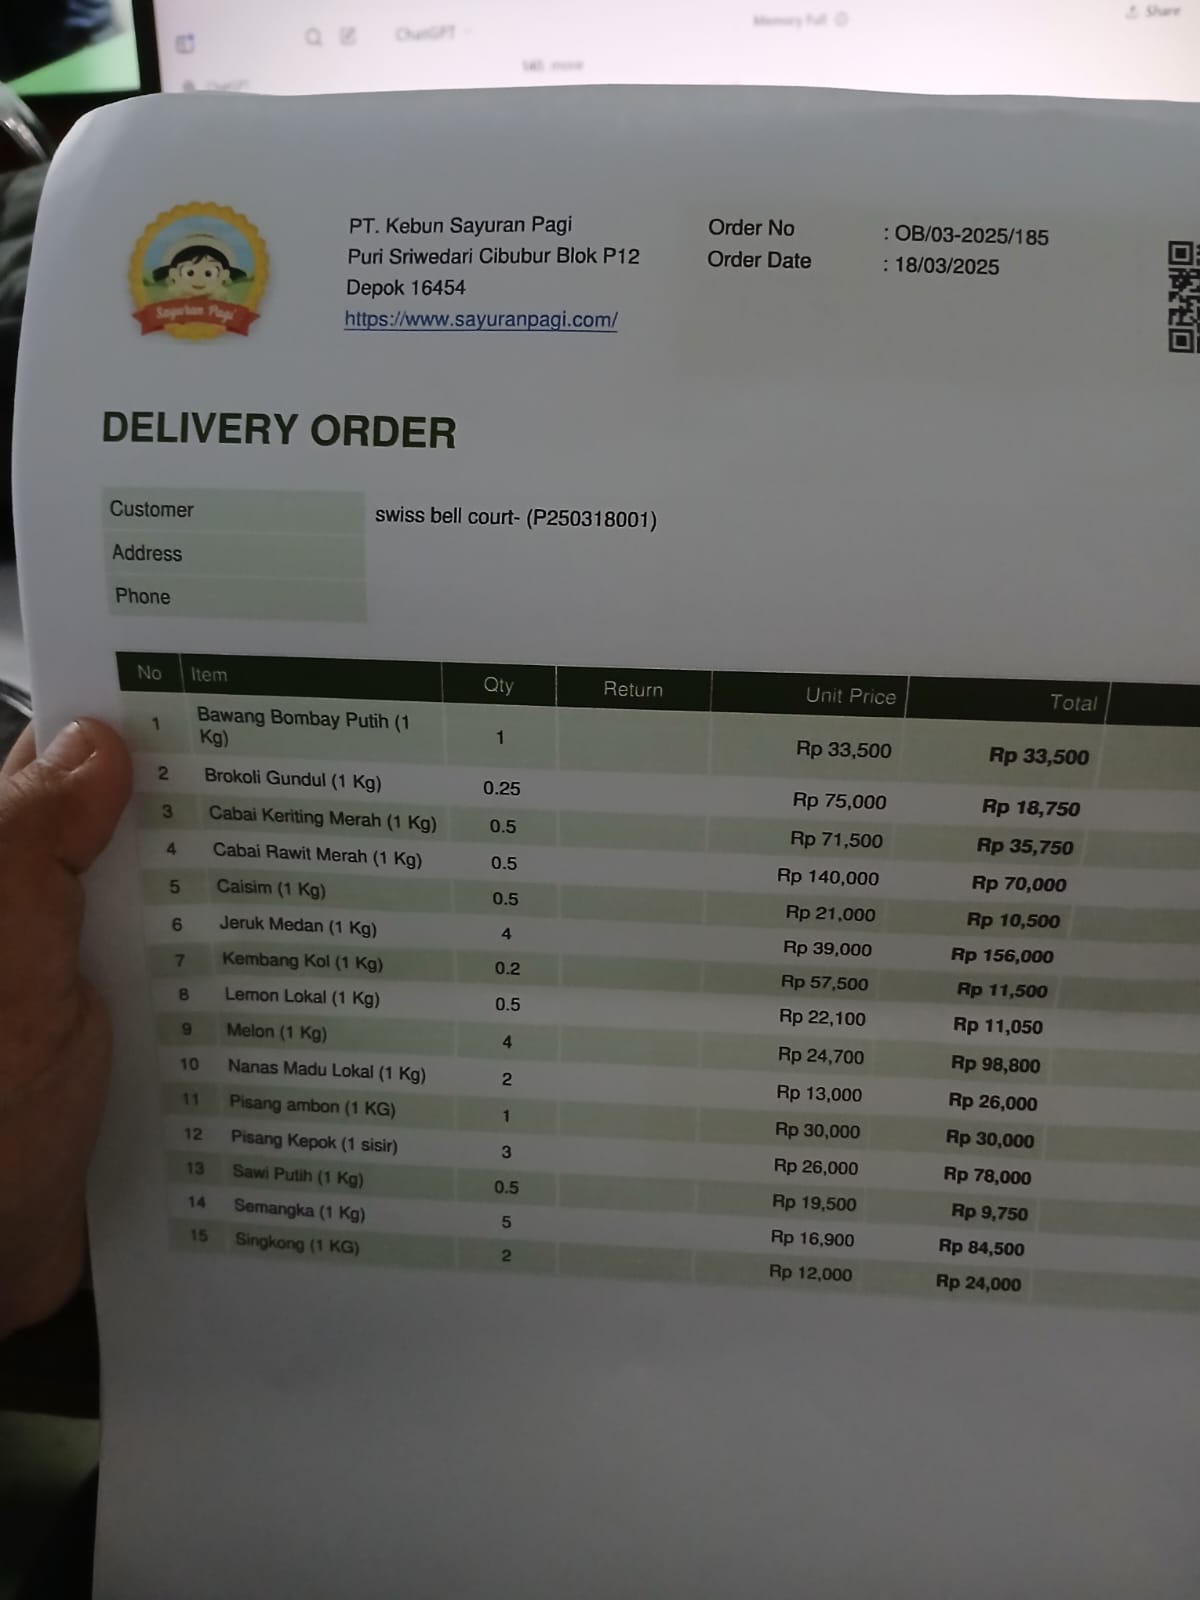 ChatGPT
Memory Full
Share
ChatGPT
Sayuran Pagi
PT. Kebun Sayuran Pagi
Puri Sriwedari Cibubur Blok P12
Depok 16454
https://www.sayuranpagi.com/
Order No : OB/03-2025/185
Order Date : 18/03/2025
DELIVERY ORDER
Customer swiss bell court- (P250318001)
Address
Phone
No Item Qty Return Unit Price Total
1 Bawang Bombay Putih (1
Kg) 1 Rp 33,500 Rp 33,500
2 Brokoli Gundul (1 Kg) 0.25 Rp 75,000 Rp 18,750
3 Cabai Keriting Merah (1 Kg) 0.5 Rp 71,500 Rp 35,750
4 Cabai Rawit Merah (1 Kg) 0.5 Rp 140,000 Rp 70,000
5 Caisim (1 Kg) 0.5 Rp 21,000 Rp 10,500
6 Jeruk Medan (1 Kg) 4 Rp 39,000 Rp 156,000
7 Kembang Kol (1 Kg) 0.2 Rp 57,500 Rp 11,500
8 Lemon Lokal (1 Kg) 0.5 Rp 22,100 Rp 11,050
9 Melon (1 Kg) 4 Rp 24,700 Rp 98,800
10 Nanas Madu Lokal (1 Kg) 2 Rp 13,000 Rp 26,000
11 Pisang ambon (1 KG) 1 Rp 30,000 Rp 30,000
12 Pisang Kepok (1 sisir) 3 Rp 26,000 Rp 78,000
13 Sawi Putih (1 Kg) 0.5 Rp 19,500 Rp 9,750
14 Semangka (1 Kg) 5 Rp 16,900 Rp 84,500
15 Singkong (1 KG) 2 Rp 12,000 Rp 24,000